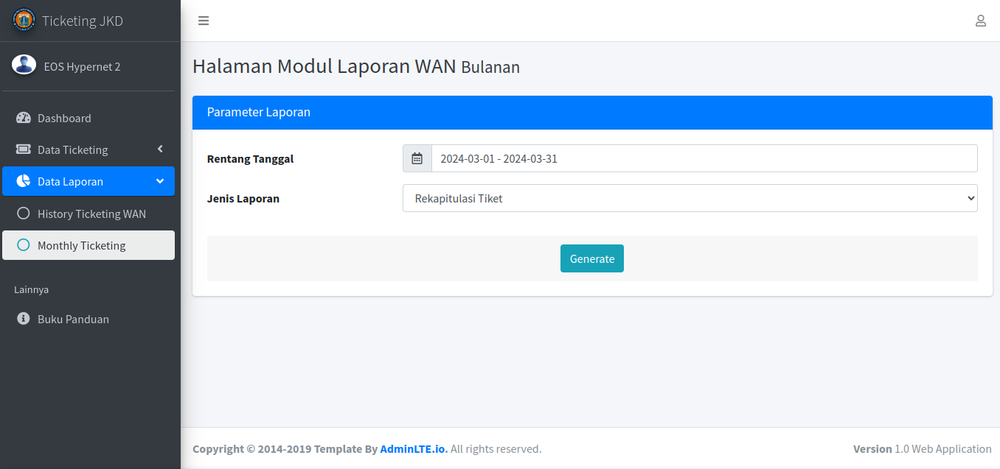 Ticketing JKD
EOS Hypernet 2
Dashboard
Data Ticketing
Data Laporan
History Ticketing WAN
Monthly Ticketing
Lainnya
Buku Panduan
Halaman Modul Laporan WAN Bulanan
Parameter Laporan
Rentang Tanggal
2024-03-01 - 2024-03-31
Jenis Laporan
Rekapitulasi Tiket
Generate
Copyright © 2014-2019 Template By AdminLTE.io. All rights reserved.
Version 1.0 Web Application